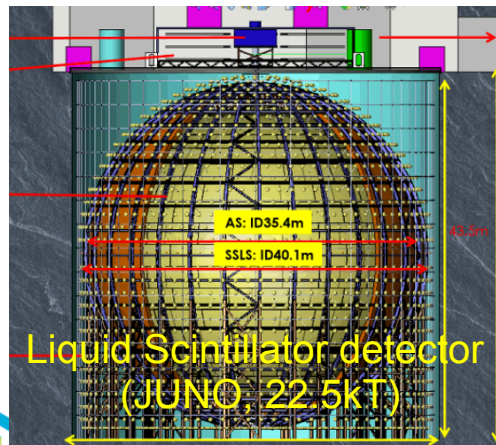 AS: ID35.4m
SSLS: ID40.1m
Liquid Scintillator detector
(JUNO, 22.5kT)